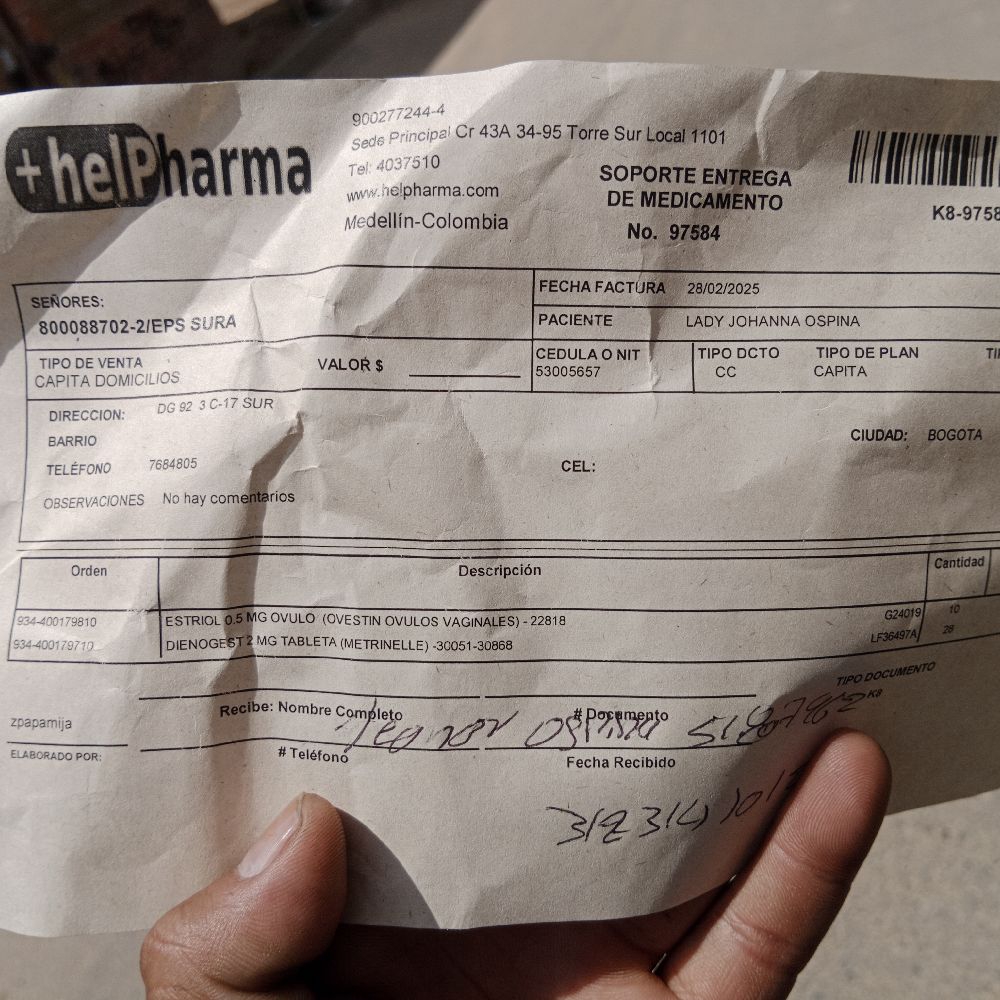 +helPharma
900277244-4
Sede Principal Cr 43A 34-95 Torre Sur Local 1101
Tel: 4037510
www.helpharma.com
Medellín-Colombia
SOPORTE ENTREGA
DE MEDICAMENTO
No. 97584
K8-9758
SEÑORES:
800088702-2/EPS SURA
FECHA FACTURA 28/02/2025
PACIENTE LADY JOHANNA OSPINA
TIPO DE VENTA VALOR $
CAPITA DOMICILIOS
CEDULA O NIT TIPO DCTO TIPO DE PLAN TI
53005657 CC CAPITA
DIRECCION: DG 92 3 C-17 SUR
BARRIO
CIUDAD: BOGOTA
TELÉFONO 7684805
CEL:
OBSERVACIONES No hay comentarios
Orden Descripción Cantidad
934-400179810 ESTRIOL 0.5 MG OVULO (OVESTIN OVULOS VAGINALES) - 22818 G24019 10
934-400179710 DIENOGEST 2 MG TABLETA (METRINELLE) -30051-30868 LF36497A 28
TIPO DOCUMENTO
K8
zpapamija
Recibe: Nombre Completo # Documento
Leonor Ospina
ELABORADO POR: # Teléfono Fecha Recibido